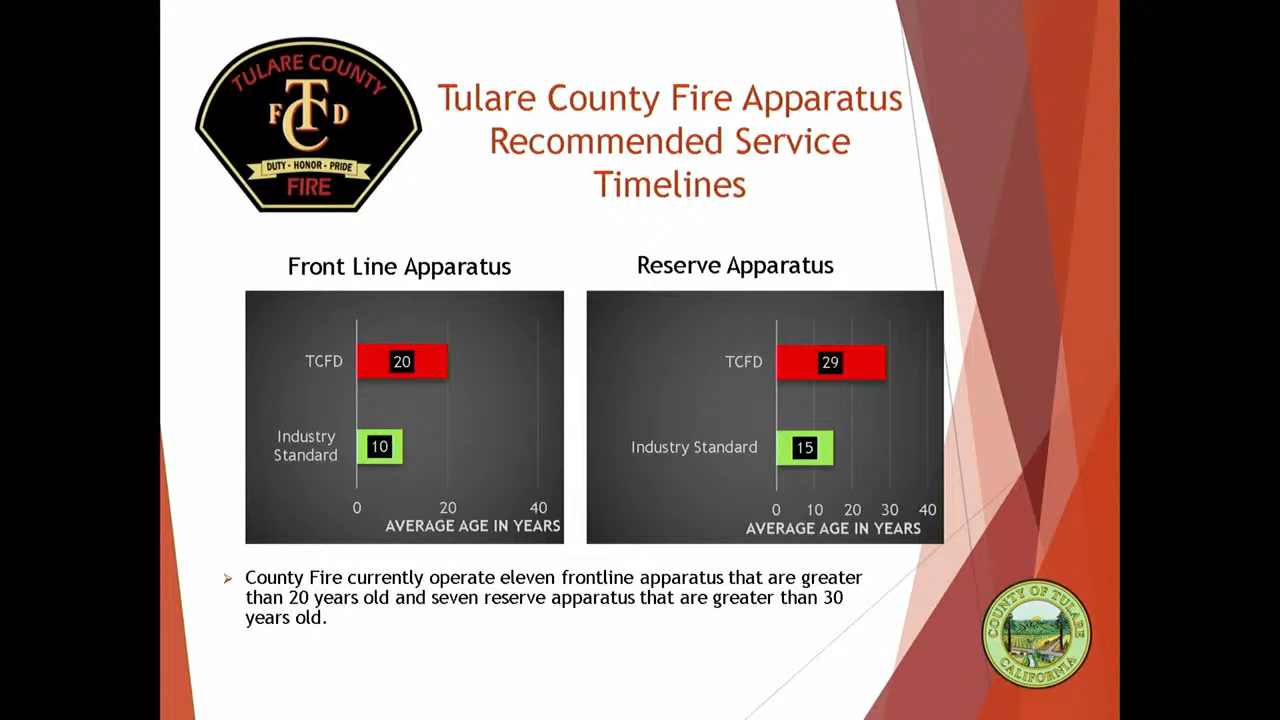 TULARE COUNTY
F TC D
DUTY - HONOR - PRIDE
FIRE
Tulare County Fire Apparatus
Recommended Service
Timelines
Front Line Apparatus
TCFD
20
Industry
Standard
10
0 20 40
AVERAGE AGE IN YEARS
Reserve Apparatus
TCFD
29
Industry Standard
15
0 10 20 30 40
AVERAGE AGE IN YEARS
County Fire currently operate eleven frontline apparatus that are greater
than 20 years old and seven reserve apparatus that are greater than 30
years old.
COUNTY OF TULARE
CALIFORNIA